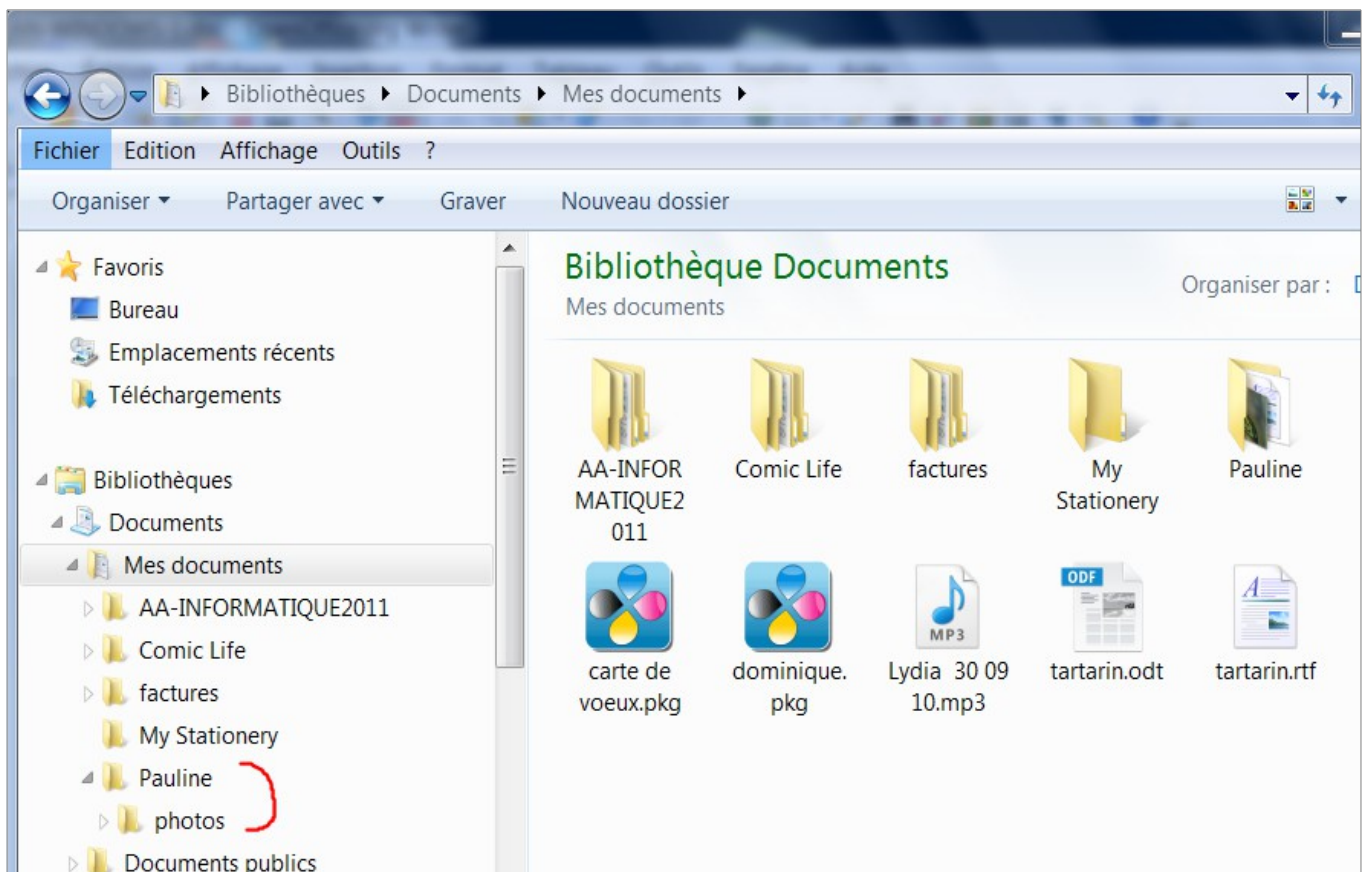 Bibliothèques Documents Mes documents
Fichier Edition Affichage Outils ?
Organiser Partager avec Graver Nouveau dossier
Favoris
Bureau
Emplacements récents
Téléchargements
Bibliothèques
Documents
Mes documents
AA-INFORMATIQUE2011
Comic Life
factures
My Stationery
Pauline
photos
Documents publics
Bibliothèque Documents
Mes documents
Organiser par :
AA-INFOR
MATIQUE2
011
Comic Life
factures
My
Stationery
Pauline
carte de
voeux.pkg
dominique.
pkg
MP3
Lydia 30 09
10.mp3
ODF
tartarin.odt
A
tartarin.rtf